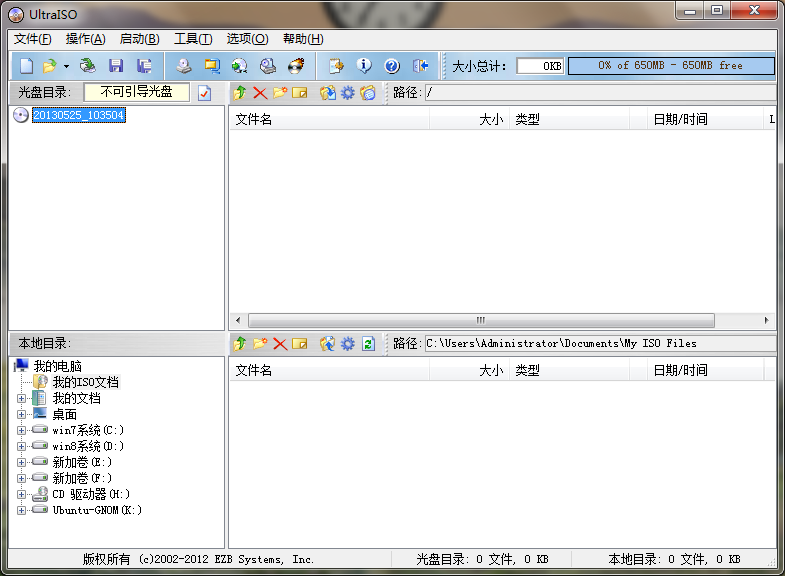 UltraISO
文件(F) 操作(A) 启动(B) 工具(T) 选项(O) 帮助(H)
大小总计: 0KB 0% of 650MB - 650MB free
光盘目录: 不可引导光盘 路径: /
20130525_103504
文件名 大小 类型 日期/时间 L
本地目录: 路径: C:\Users\Administrator\Documents\My ISO Files
文件名 大小 类型 日期/时间
我的电脑
我的ISO文档
我的文档
桌面
win7系统(C:)
win8系统(D:)
新加卷(E:)
新加卷(F:)
CD 驱动器(H:)
Ubuntu-GNOM(K:)
版权所有 (c)2002-2012 EZB Systems, Inc. 光盘目录: 0 文件, 0 KB 本地目录: 0 文件, 0 KB